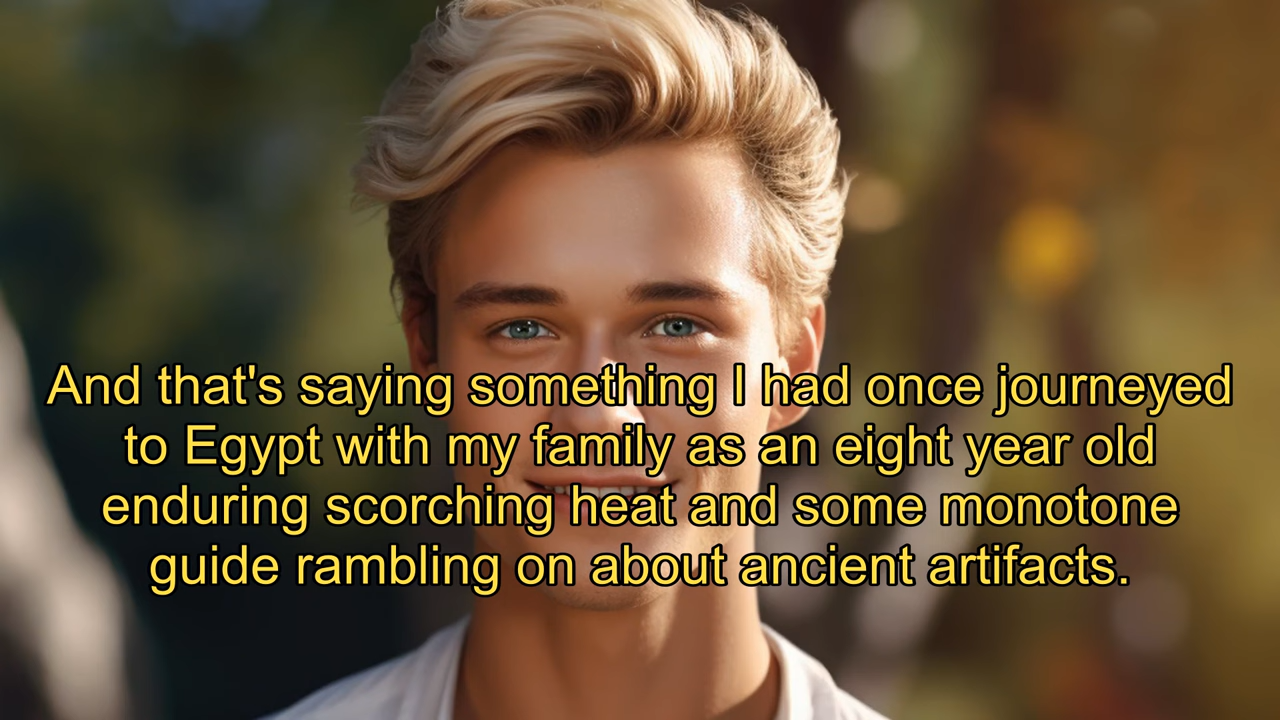 And that's saying something I had once journeyed
to Egypt with my family as an eight year old
enduring scorching heat and some monotone
guide rambling on about ancient artifacts.